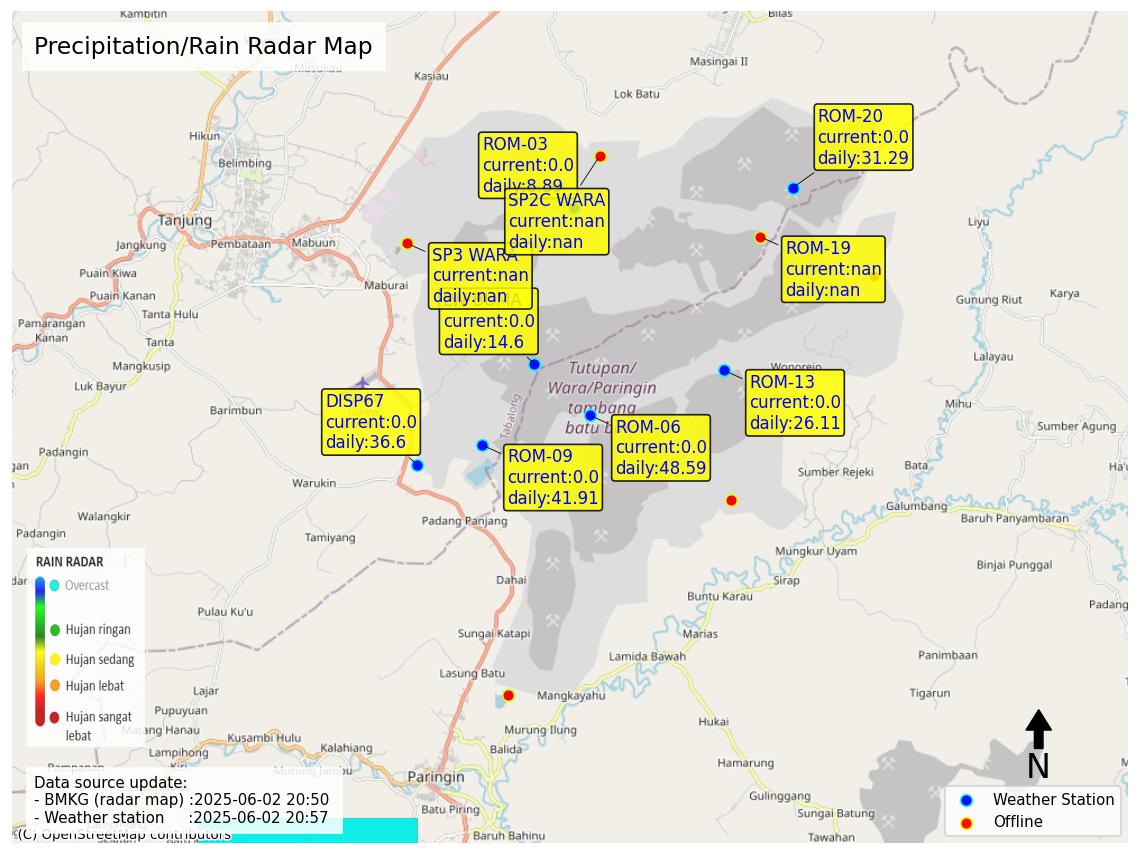 Precipitation/Rain Radar Map
Kambitin
Masukau
Kasiau
Bilas
Masingai II
Lok Batu
Hikun
Belimbing
Tanjung
Jangkung
Pembataan
Mabuun
Puain Kiwa
Maburai
Puain Kanan
Tanta Hulu
Pamarangan
Kanan
Tanta
Mangkusip
Luk Bayur
Barimbun
Padangin
Warukin
Walangkir
Padangin
Tamiyang
Padang Panjang
Dahai
Pulau Ku'u
Sungai Katapi
Lasung Batu
Mangkayahu
Lajar
Pupuyuan
Matang Hanau
Lampihong
Kusambi Hulu
Kalahiang
Murung Jambu
Paringin
Balida
Murung Ilung
Batu Piring
Baruh Bahinu
Liyu
Gunung Riut
Karya
Lalayau
Wonorejo
Mihu
Sumber Agung
Bata
Sumber Rejeki
Galumbang
Baruh Panyambaran
Mungkur Uyam
Binjai Punggal
Sirap
Buntu Karau
Padang
Marias
Lamida Bawah
Panimbaan
Tigarun
Hukai
Hamarung
Gulinggang
Sungai Batung
Tawahan
Tabalong
Tutupan/
Wara/Paringin
tambang
batu b
ROM-03
current:0.0
daily:8.89
SP2C WARA
current:nan
daily:nan
SP3 WARA
current:nan
daily:nan
current:0.0
daily:14.6
ROM-20
current:0.0
daily:31.29
ROM-19
current:nan
daily:nan
ROM-13
current:0.0
daily:26.11
ROM-06
current:0.0
daily:48.59
ROM-09
current:0.0
daily:41.91
DISP67
current:0.0
daily:36.6
RAIN RADAR
Overcast
Hujan ringan
Hujan sedang
Hujan lebat
Hujan sangat
lebat
Data source update:
- BMKG (radar map) :2025-06-02 20:50
- Weather station :2025-06-02 20:57
(C) OpenStreetMap contributors
N
Weather Station
Offline